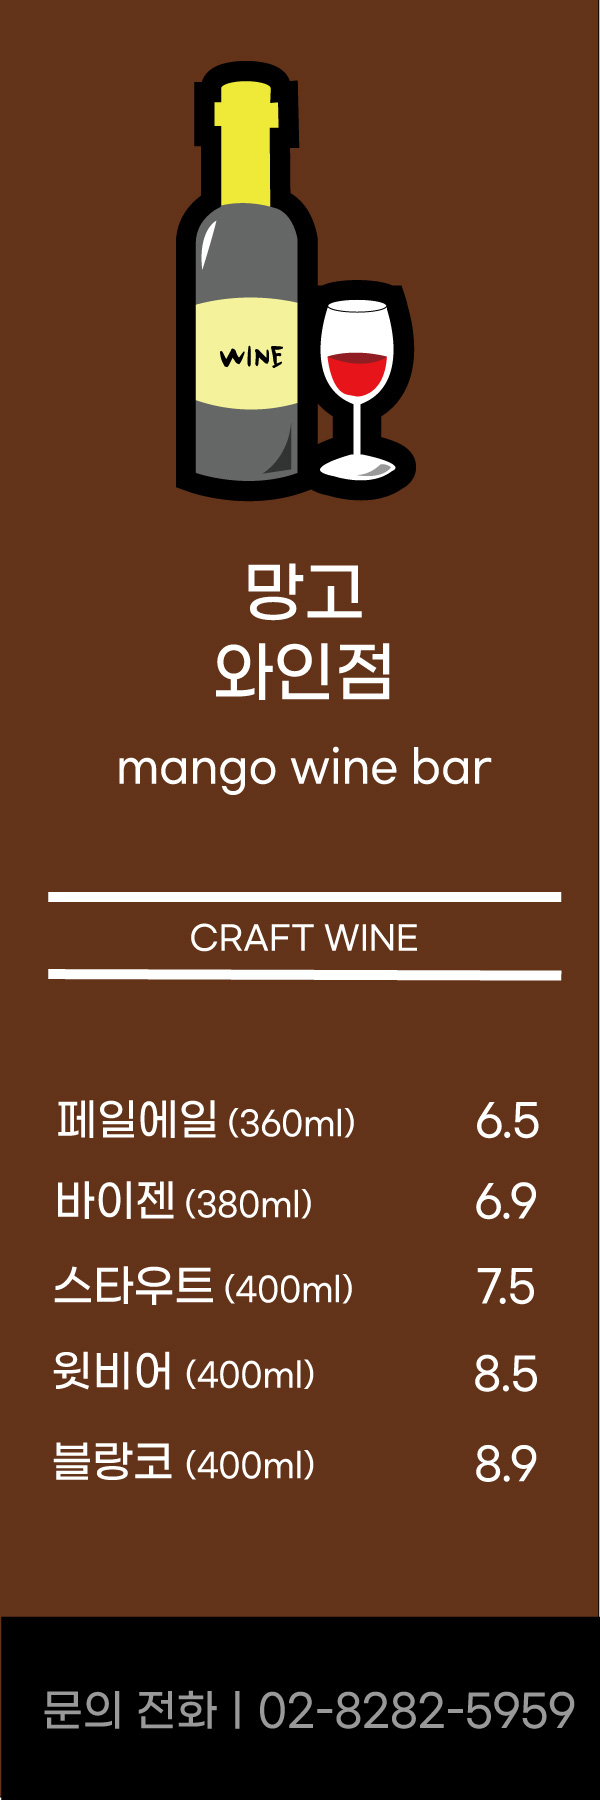 WINE
망고
와인점
mango wine bar
CRAFT WINE
페일에일 (360ml) 6.5
바이젠 (380ml) 6.9
스타우트 (400ml) 7.5
윗비어 (400ml) 8.5
블랑코 (400ml) 8.9
문의 전화 | 02-8282-5959